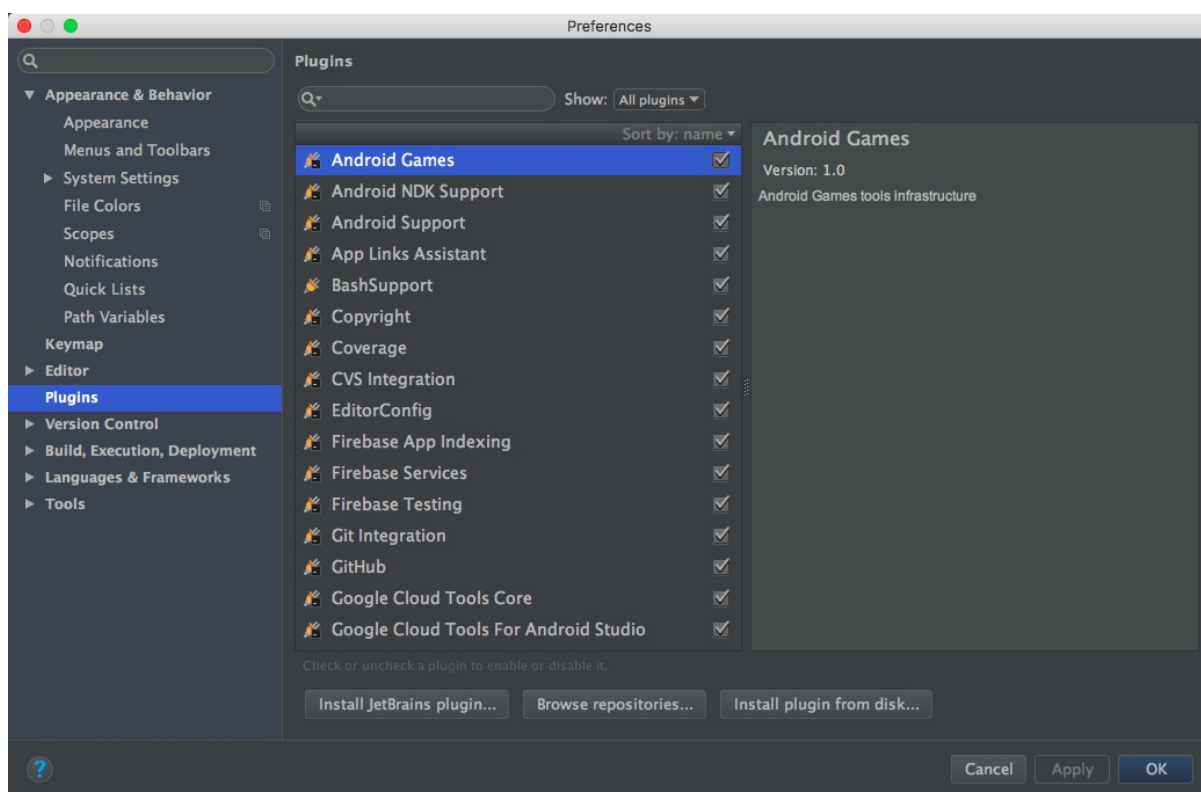 Preferences
Appearance & Behavior
Appearance
Menus and Toolbars
System Settings
File Colors
Scopes
Notifications
Quick Lists
Path Variables
Keymap
Editor
Plugins
Version Control
Build, Execution, Deployment
Languages & Frameworks
Tools
Plugins
Show: All plugins
Sort by: name
Android Games
Android NDK Support
Android Support
App Links Assistant
BashSupport
Copyright
Coverage
CVS Integration
EditorConfig
Firebase App Indexing
Firebase Services
Firebase Testing
Git Integration
GitHub
Google Cloud Tools Core
Google Cloud Tools For Android Studio
Check or uncheck a plugin to enable or disable it.
Install JetBrains plugin... Browse repositories... Install plugin from disk...
Android Games
Version: 1.0
Android Games tools infrastructure
? Cancel Apply OK